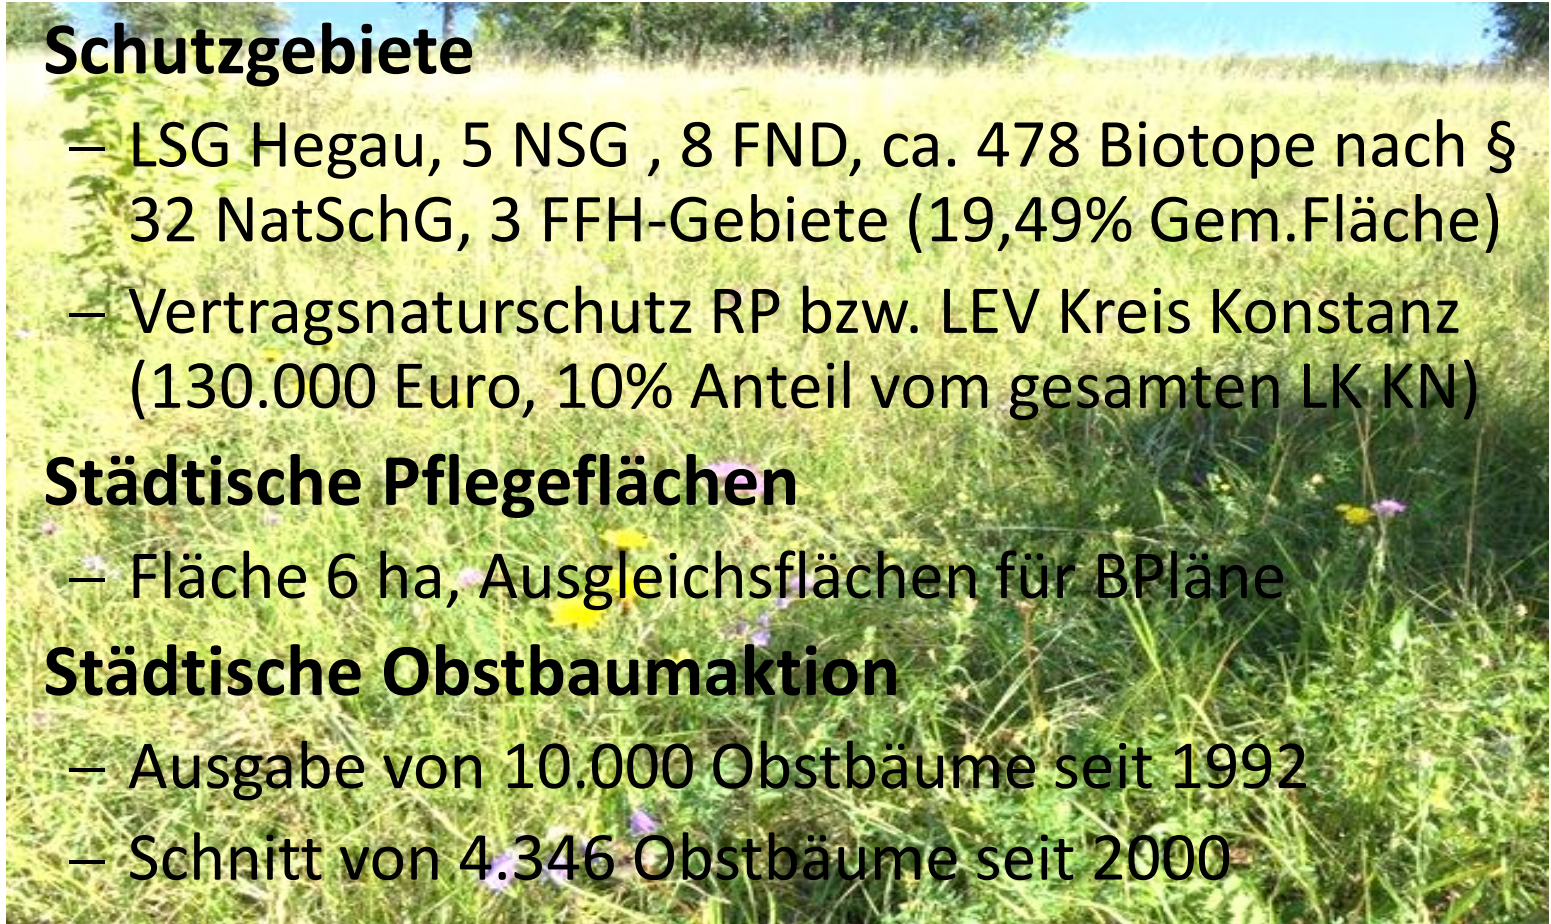 Schutzgebiete
– LSG Hegau, 5 NSG , 8 FND, ca. 478 Biotope nach §
32 NatSchG, 3 FFH-Gebiete (19,49% Gem.Fläche)
– Vertragsnaturschutz RP bzw. LEV Kreis Konstanz
(130.000 Euro, 10% Anteil vom gesamten LK KN)
Städtische Pflegeflächen
– Fläche 6 ha, Ausgleichsflächen für BPläne
Städtische Obstbaumaktion
– Ausgabe von 10.000 Obstbäume seit 1992
– Schnitt von 4.346 Obstbäume seit 2000